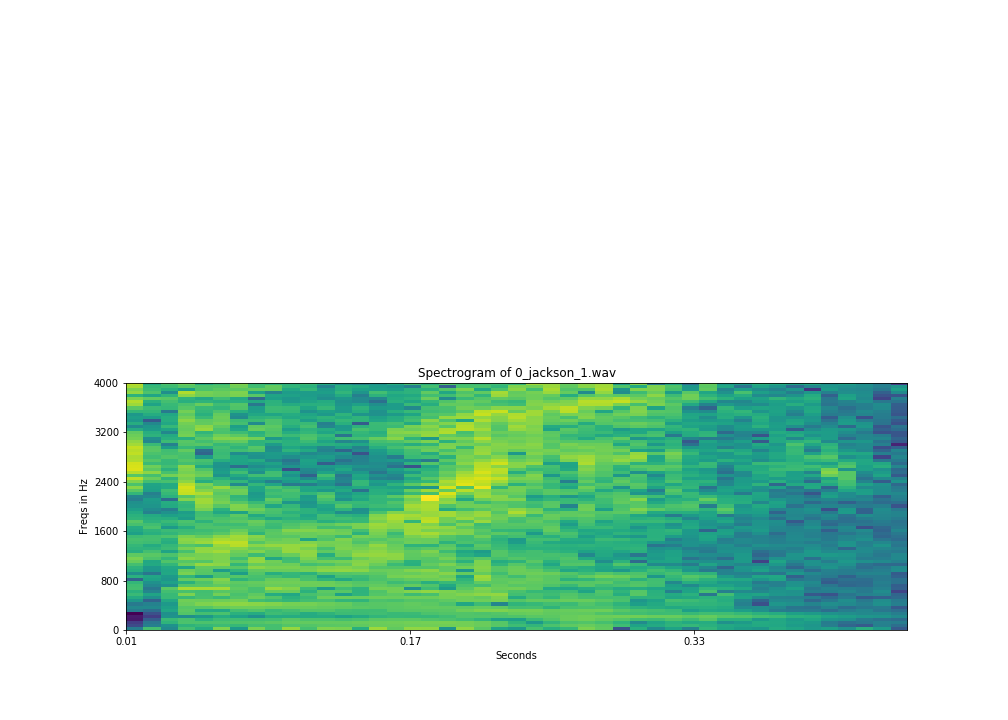 Spectrogram of 0_jackson_1.wav
4000
3200
2400
1600
800
0
Freqs in Hz
0.01 0.17 0.33
Seconds